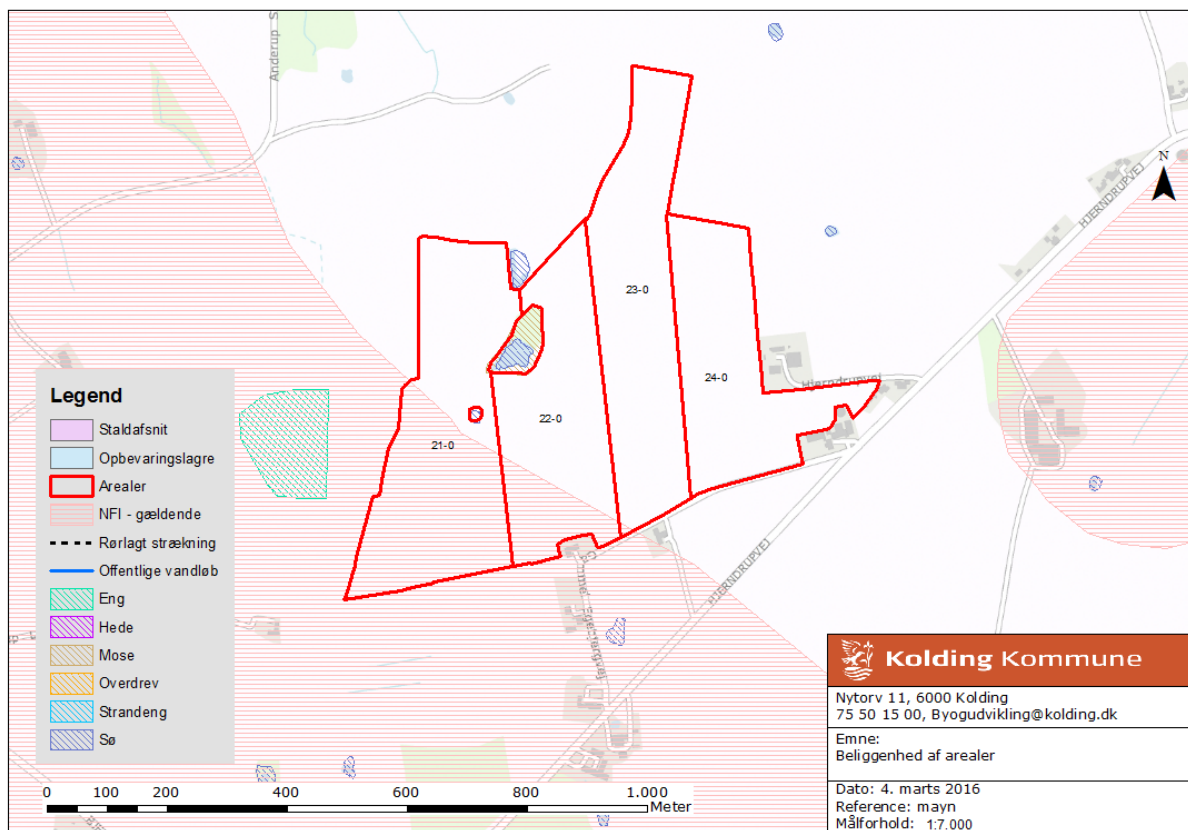 Anderup S
N
HJERNDRUPVEJ
23-0
24-0
Hjerndrupvej
22-0
21-0
HJERNDRUPVEJ
Legend
Staldafsnit
Opbevaringslagre
Arealer
NFI - gældende
Rørlagt strækning
Offentlige vandløb
Eng
Hede
Mose
Overdrev
Strandeng
Sø
0 200 400 600 800 1.000
Meter
Kolding Kommune
Nytorv 11, 6000 Kolding
75 50 15 00, Byogudvikling@kolding.dk
Emne:
Beliggenhed af arealer
Dato: 4. marts 2016
Reference: mayn
Målforhold: 1:7.000